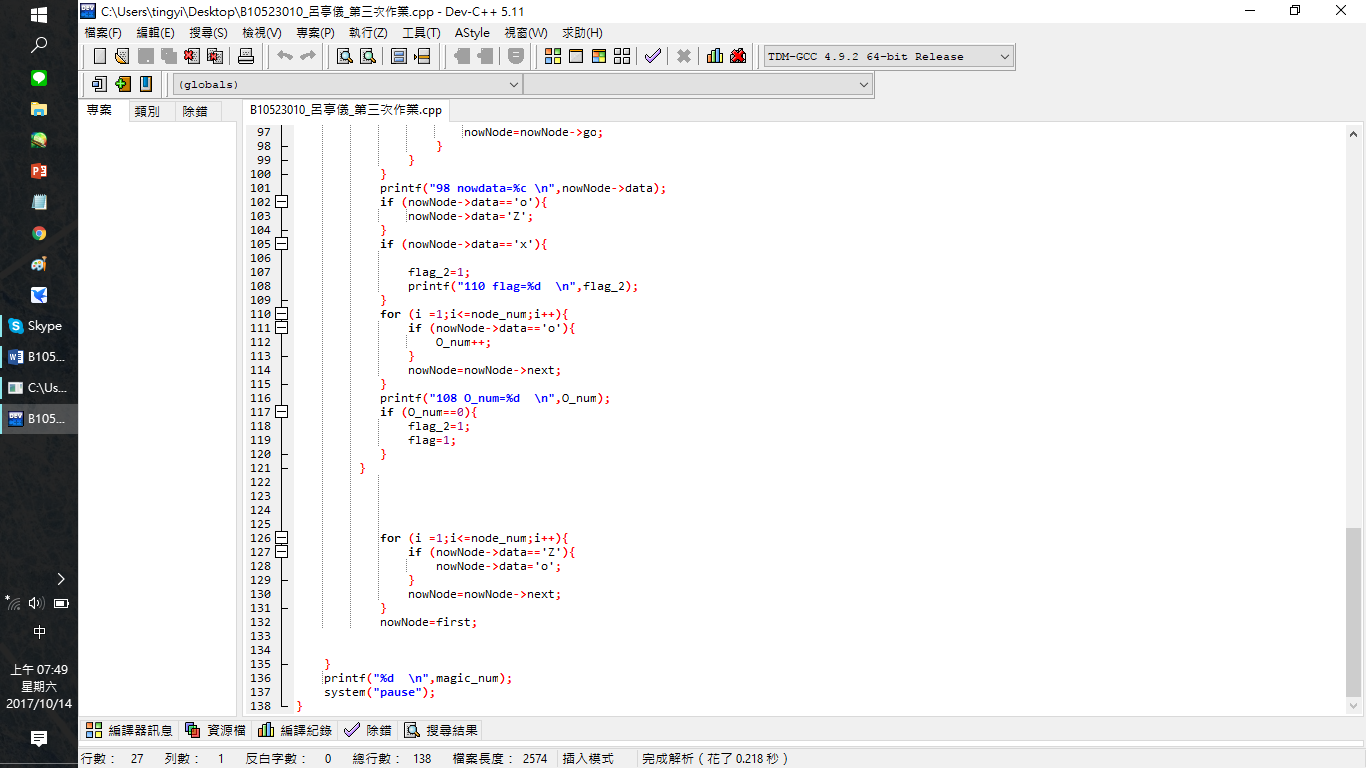 C:\Users\tingyi\Desktop\B10523010_呂亭儀_第三次作業.cpp - Dev-C++ 5.11
檔案(F) 編輯(E) 搜尋(S) 檢視(V) 專案(P) 執行(Z) 工具(T) AStyle 視窗(W) 求助(H)
TDM-GCC 4.9.2 64-bit Release
(globals)
專案 類別 除錯
B10523010_呂亭儀_第三次作業.cpp
97 nowNode=nowNode->go;
98 }
99 }
100 }
101 printf("98 nowdata=%c \n",nowNode->data);
102 if (nowNode->data=='o'){
103 nowNode->data='Z';
104 }
105 if (nowNode->data=='x'){
106
107 flag_2=1;
108 printf("110 flag=%d  \n",flag_2);
109 }
110 for (i =1;i<=node_num;i++){
111 if (nowNode->data=='o'){
112 O_num++;
113 }
114 nowNode=nowNode->next;
115 }
116 printf("108 O_num=%d  \n",O_num);
117 if (O_num==0){
118 flag_2=1;
119 flag=1;
120 }
121 }
122
123
124
125
126 for (i =1;i<=node_num;i++){
127 if (nowNode->data=='Z'){
128 nowNode->data='o';
129 }
130 nowNode=nowNode->next;
131 }
132 nowNode=first;
133
134
135 }
136 printf("%d  \n",magic_num);
137 system("pause");
138 }
編譯器訊息 資源檔 編譯紀錄 除錯 搜尋結果
行數： 27 列數： 1 反白字數： 0 總行數： 138 檔案長度： 2574 插入模式 完成解析 ( 花了 0.218 秒 )
Skype
B105...
C:\Us...
B105...
中
上午 07:49
星期六
2017/10/14